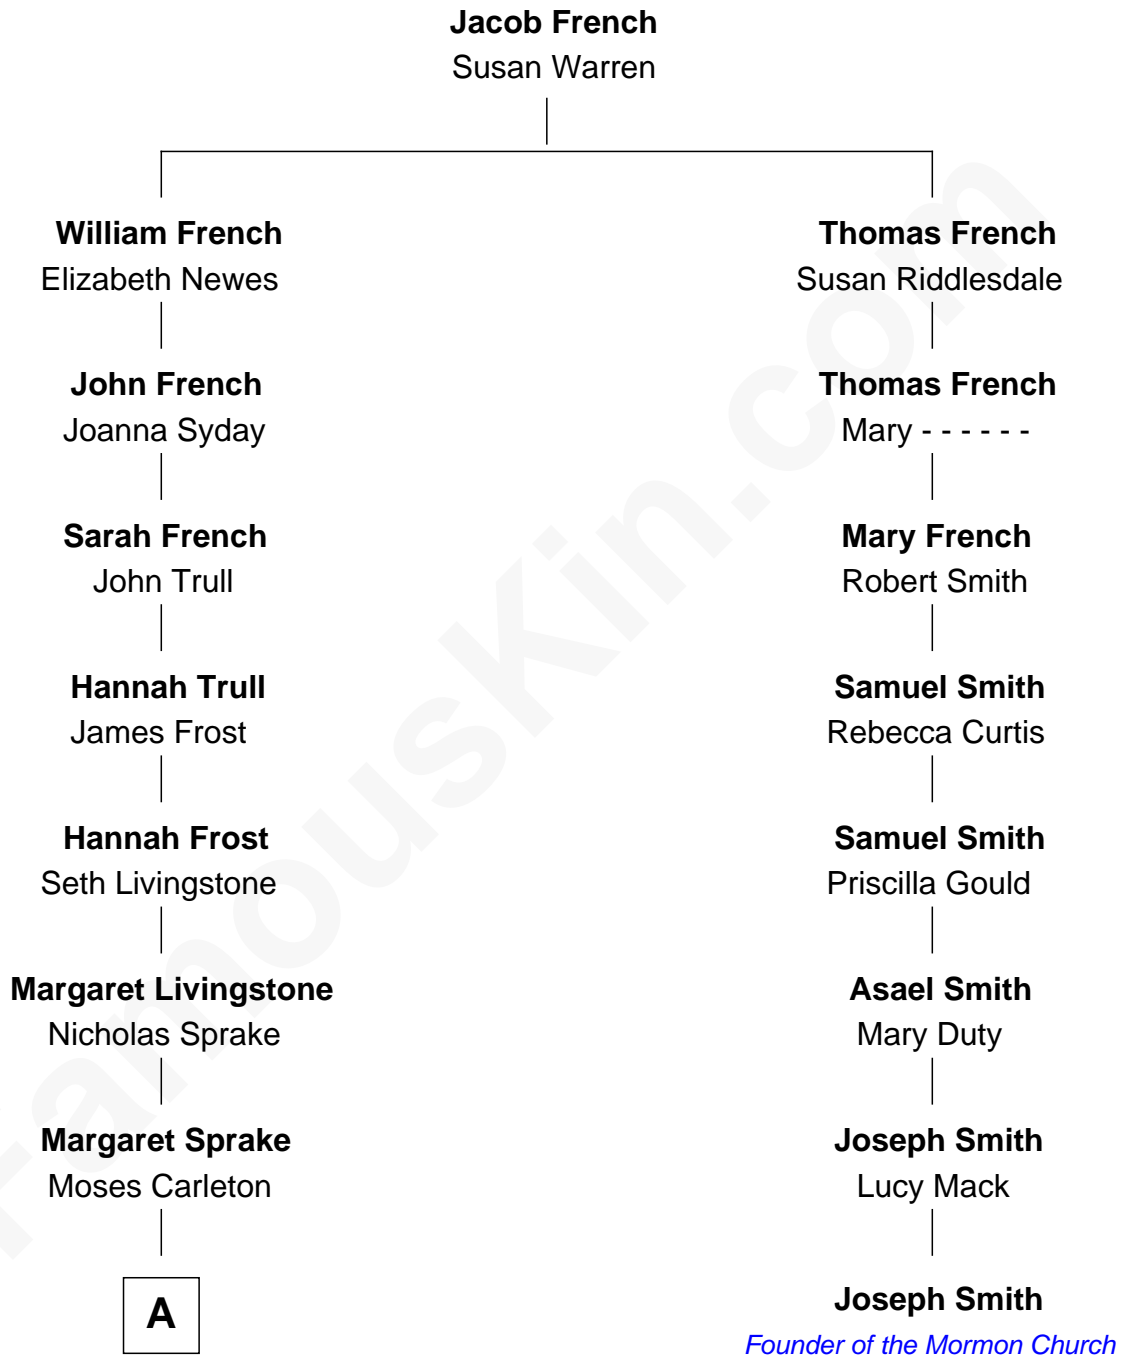 Jacob French
Susan Warren
William French
Elizabeth Newes
John French
Joanna Syday
Sarah French
John Trull
Hannah Trull
James Frost
Hannah Frost
Seth Livingstone
Margaret Livingstone
Nicholas Sprake
Margaret Sprake
Moses Carleton
A
Thomas French
Susan Riddlesdale
Thomas French
Mary - - - - - -
Mary French
Robert Smith
Samuel Smith
Rebecca Curtis
Samuel Smith
Priscilla Gould
Asael Smith
Mary Duty
Joseph Smith
Lucy Mack
Joseph Smith
Founder of the Mormon Church
FamousKin.com